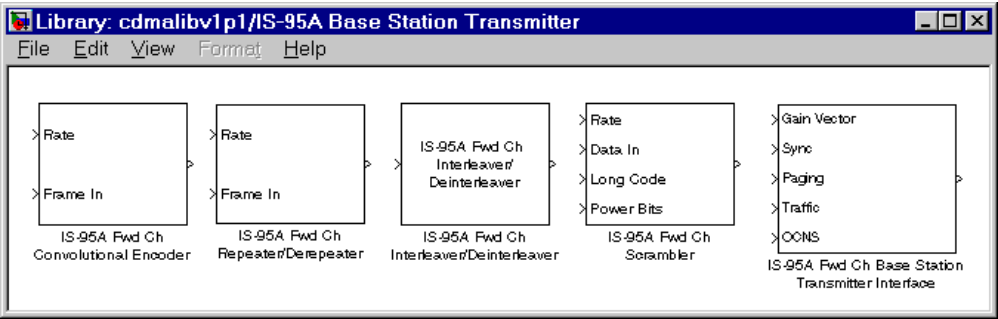 Library: cdmalibv1p1/IS-95A Base Station Transmitter
File Edit View Format Help
Rate
Frame In
IS-95A Fwd Ch
Convolutional Encoder
Rate
Frame In
IS-95A Fwd Ch
Repeater/Derepeater
IS-95A Fwd Ch
Interleaver/
Deinterleaver
IS-95A Fwd Ch
Interleaver/Deinterleaver
Rate
Data In
Long Code
Power Bits
IS-95A Fwd Ch
Scrambler
Gain Vector
Sync
Paging
Traffic
OCNS
IS-95A Fwd Ch Base Station
Transmitter Interface